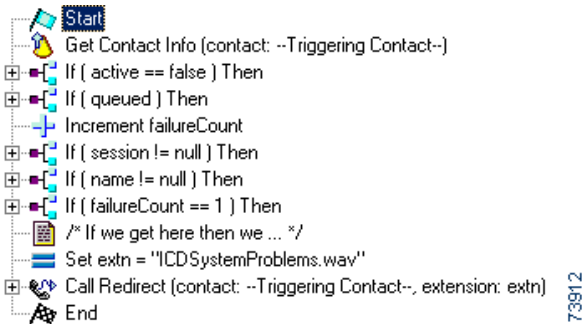 Start
Get Contact Info (contact: --Triggering Contact--)
If ( active == false ) Then
If ( queued ) Then
Increment failureCount
If ( session != null ) Then
If ( name != null ) Then
If ( failureCount == 1 ) Then
/* If we get here then we ... */
Set extn = "ICDSystemProblems.wav"
Call Redirect (contact: --Triggering Contact--, extension: extn)
End
73912